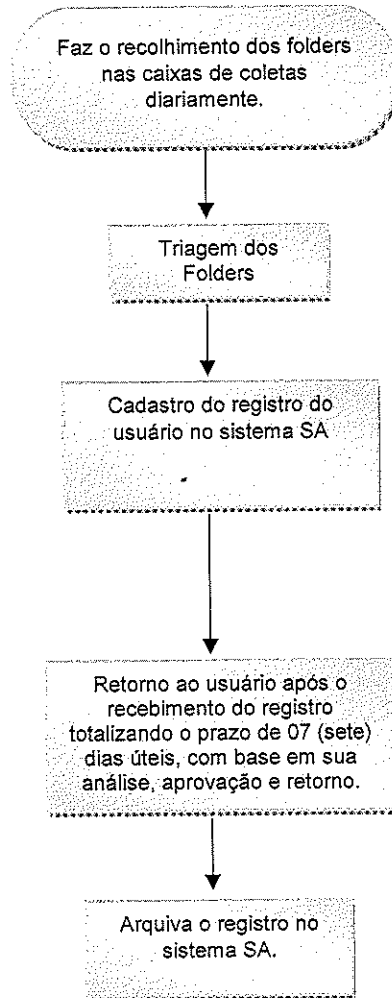 Faz o recolhimento dos folders
nas caixas de coletas
diariamente.
Triagem dos
Folders
Cadastro do registro do
usuário no sistema SA
Retorno ao usuário após o
recebimento do registro
totalizando o prazo de 07 (sete)
dias úteis, com base em sua
análise, aprovação e retorno.
Arquiva o registro no
sistema SA.